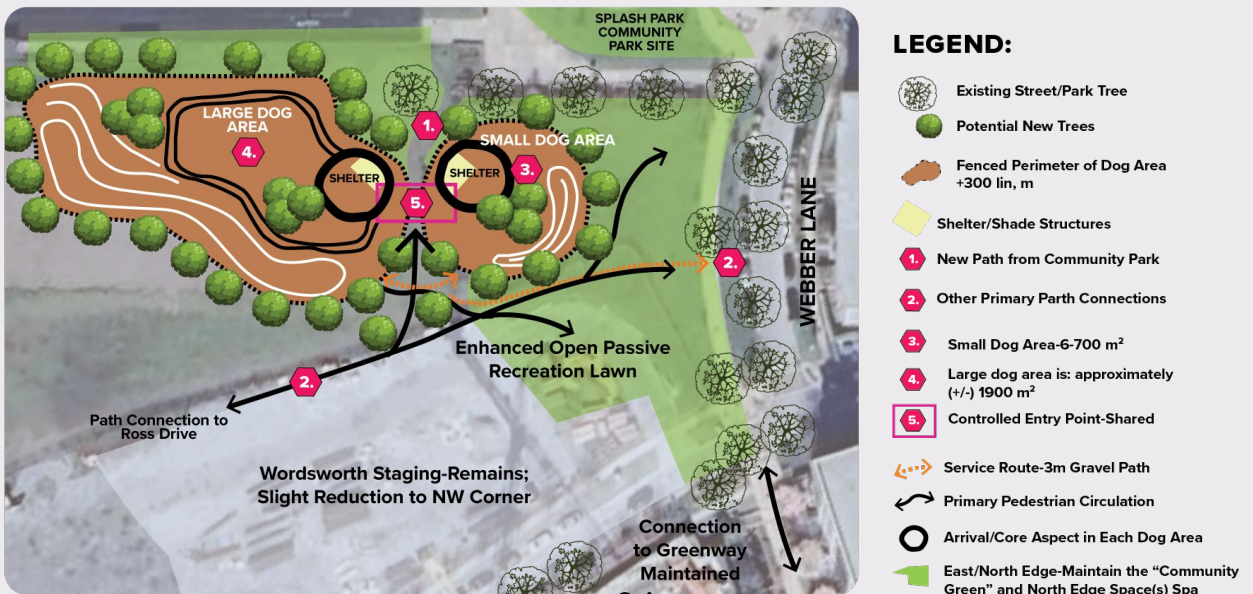 SPLASH PARK
COMMUNITY
PARK SITE
LARGE DOG
AREA
4.
1.
SMALL DOG AREA
3.
SHELTER
SHELTER
5.
2.
WEBBER LANE
Enhanced Open Passive
Recreation Lawn
2.
Path Connection to
Ross Drive
Wordsworth Staging-Remains;
Slight Reduction to NW Corner
Connection
to Greenway
Maintained
LEGEND:
Existing Street/Park Tree
Potential New Trees
Fenced Perimeter of Dog Area
+300 lin, m
Shelter/Shade Structures
1. New Path from Community Park
2. Other Primary Parth Connections
3. Small Dog Area-6-700 m²
4. Large dog area is: approximately
(+/-) 1900 m²
5. Controlled Entry Point-Shared
Service Route-3m Gravel Path
Primary Pedestrian Circulation
Arrival/Core Aspect in Each Dog Area
East/North Edge-Maintain the “Community
Green” and North Edge Space(s) Spa